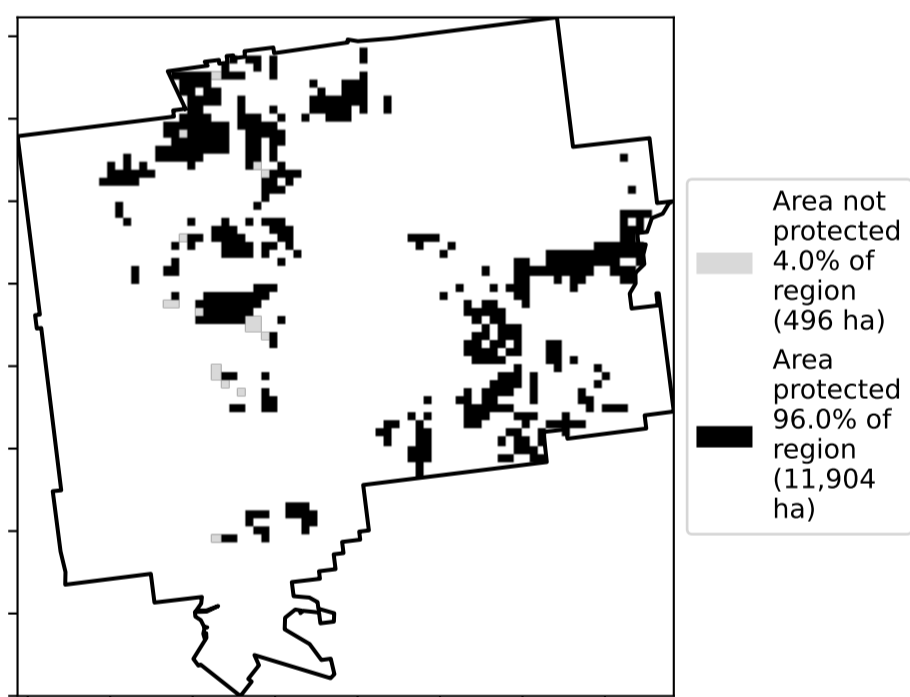 Area not
protected
4.0% of
region
(496 ha)
Area
protected
96.0% of
region
(11,904
ha)